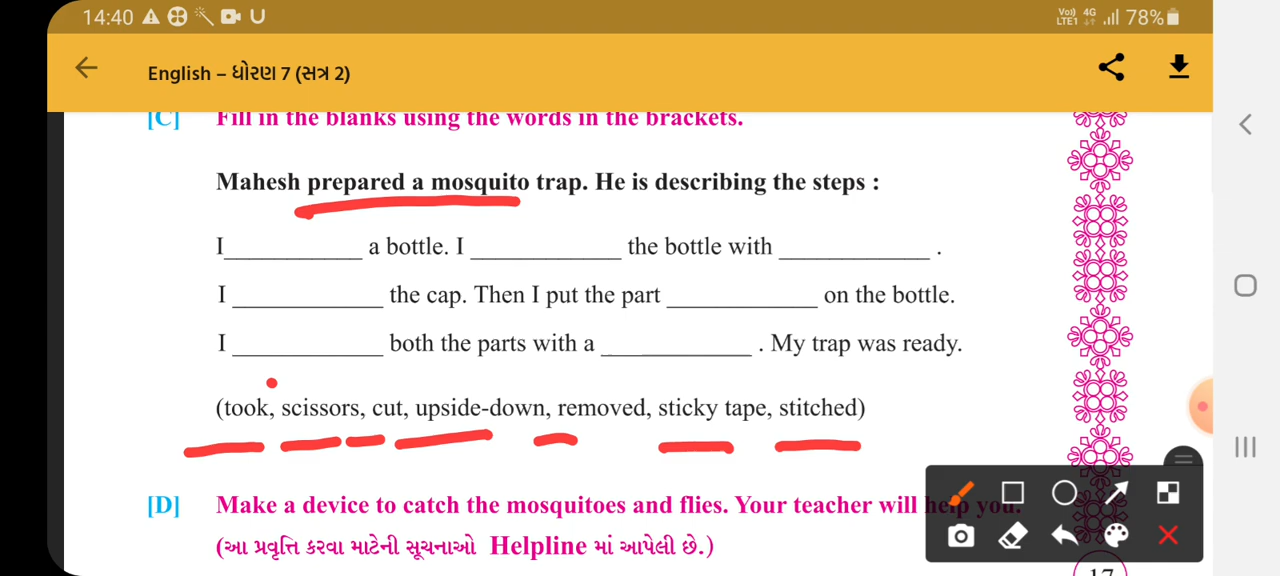 14:40 Vo)) 4G LTE1 78%
English – ધોરણ 7 (સત્ર 2)
[C] Fill in the blanks using the words in the brackets.
Mahesh prepared a mosquito trap. He is describing the steps :
I___________ a bottle. I ____________ the bottle with ____________ .
I ____________ the cap. Then I put the part ____________ on the bottle.
I ____________ both the parts with a ____________ . My trap was ready.
(took, scissors, cut, upside-down, removed, sticky tape, stitched)
[D] Make a device to catch the mosquitoes and flies. Your teacher will help you.
(આ પ્રવૃત્તિ કરવા માટેની સૂચનાઓ Helpline માં આપેલી છે.)
17